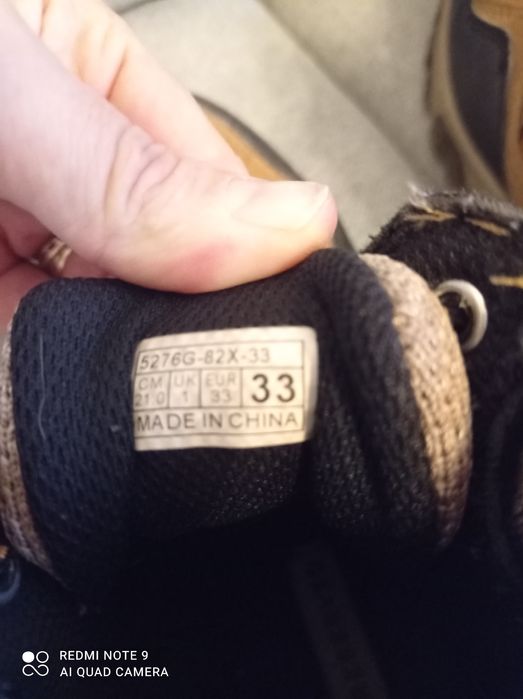 5276G-82X-33
CM UK EUR 33
21.0 1 33
MADE IN CHINA
REDMI NOTE 9
AI QUAD CAMERA